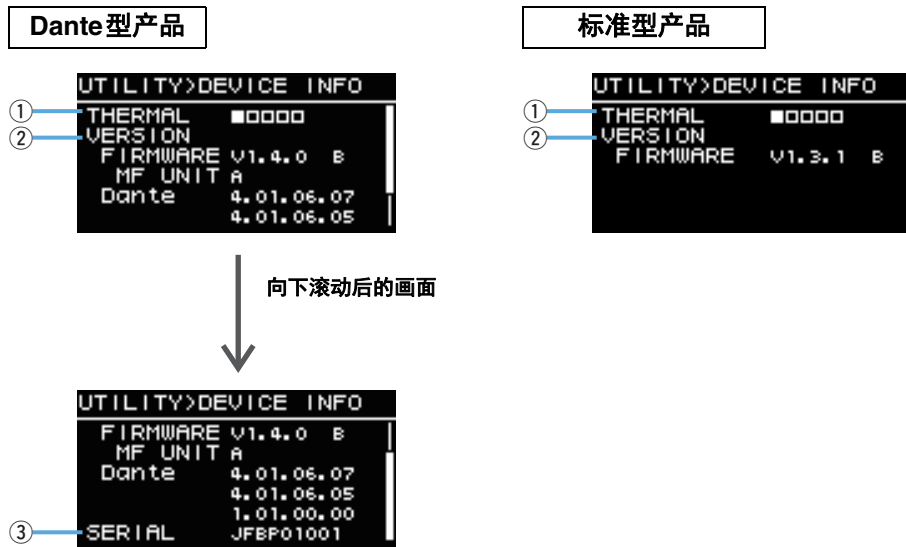 Dante型产品
UTILITY>DEVICE INFO
① THERMAL ■□□□□
② VERSION
FIRMWARE V1.4.0 B
MF UNIT A
Dante 4.01.06.07
4.01.06.05
向下滚动后的画面
UTILITY>DEVICE INFO
FIRMWARE V1.4.0 B
MF UNIT A
Dante 4.01.06.07
4.01.06.05
1.01.00.00
③ SERIAL JFBP01001
标准型产品
UTILITY>DEVICE INFO
① THERMAL ■□□□□
② VERSION
FIRMWARE V1.3.1 B